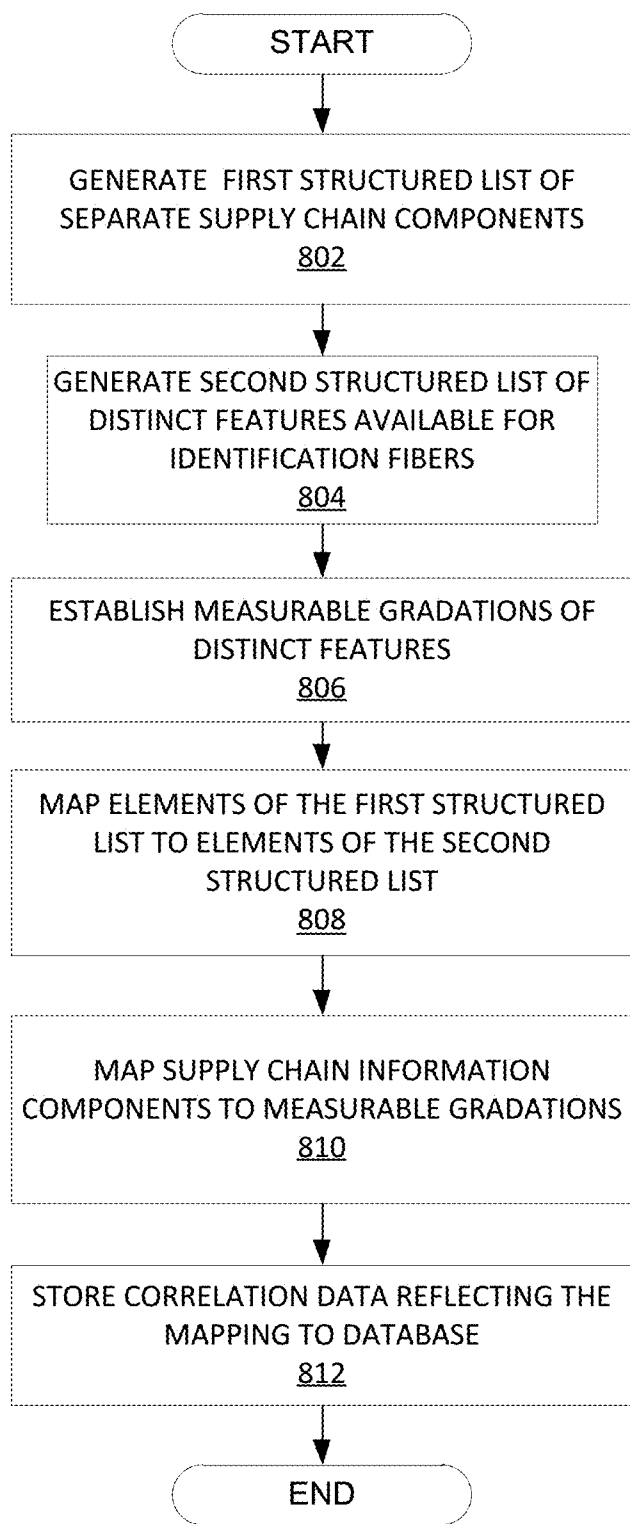 START
GENERATE FIRST STRUCTURED LIST OF
SEPARATE SUPPLY CHAIN COMPONENTS
802
GENERATE SECOND STRUCTURED LIST OF
DISTINCT FEATURES AVAILABLE FOR
IDENTIFICATION FIBERS
804
ESTABLISH MEASURABLE GRADATIONS OF
DISTINCT FEATURES
806
MAP ELEMENTS OF THE FIRST STRUCTURED
LIST TO ELEMENTS OF THE SECOND
STRUCTURED LIST
808
MAP SUPPLY CHAIN INFORMATION
COMPONENTS TO MEASURABLE GRADATIONS
810
STORE CORRELATION DATA REFLECTING THE
MAPPING TO DATABASE
812
END